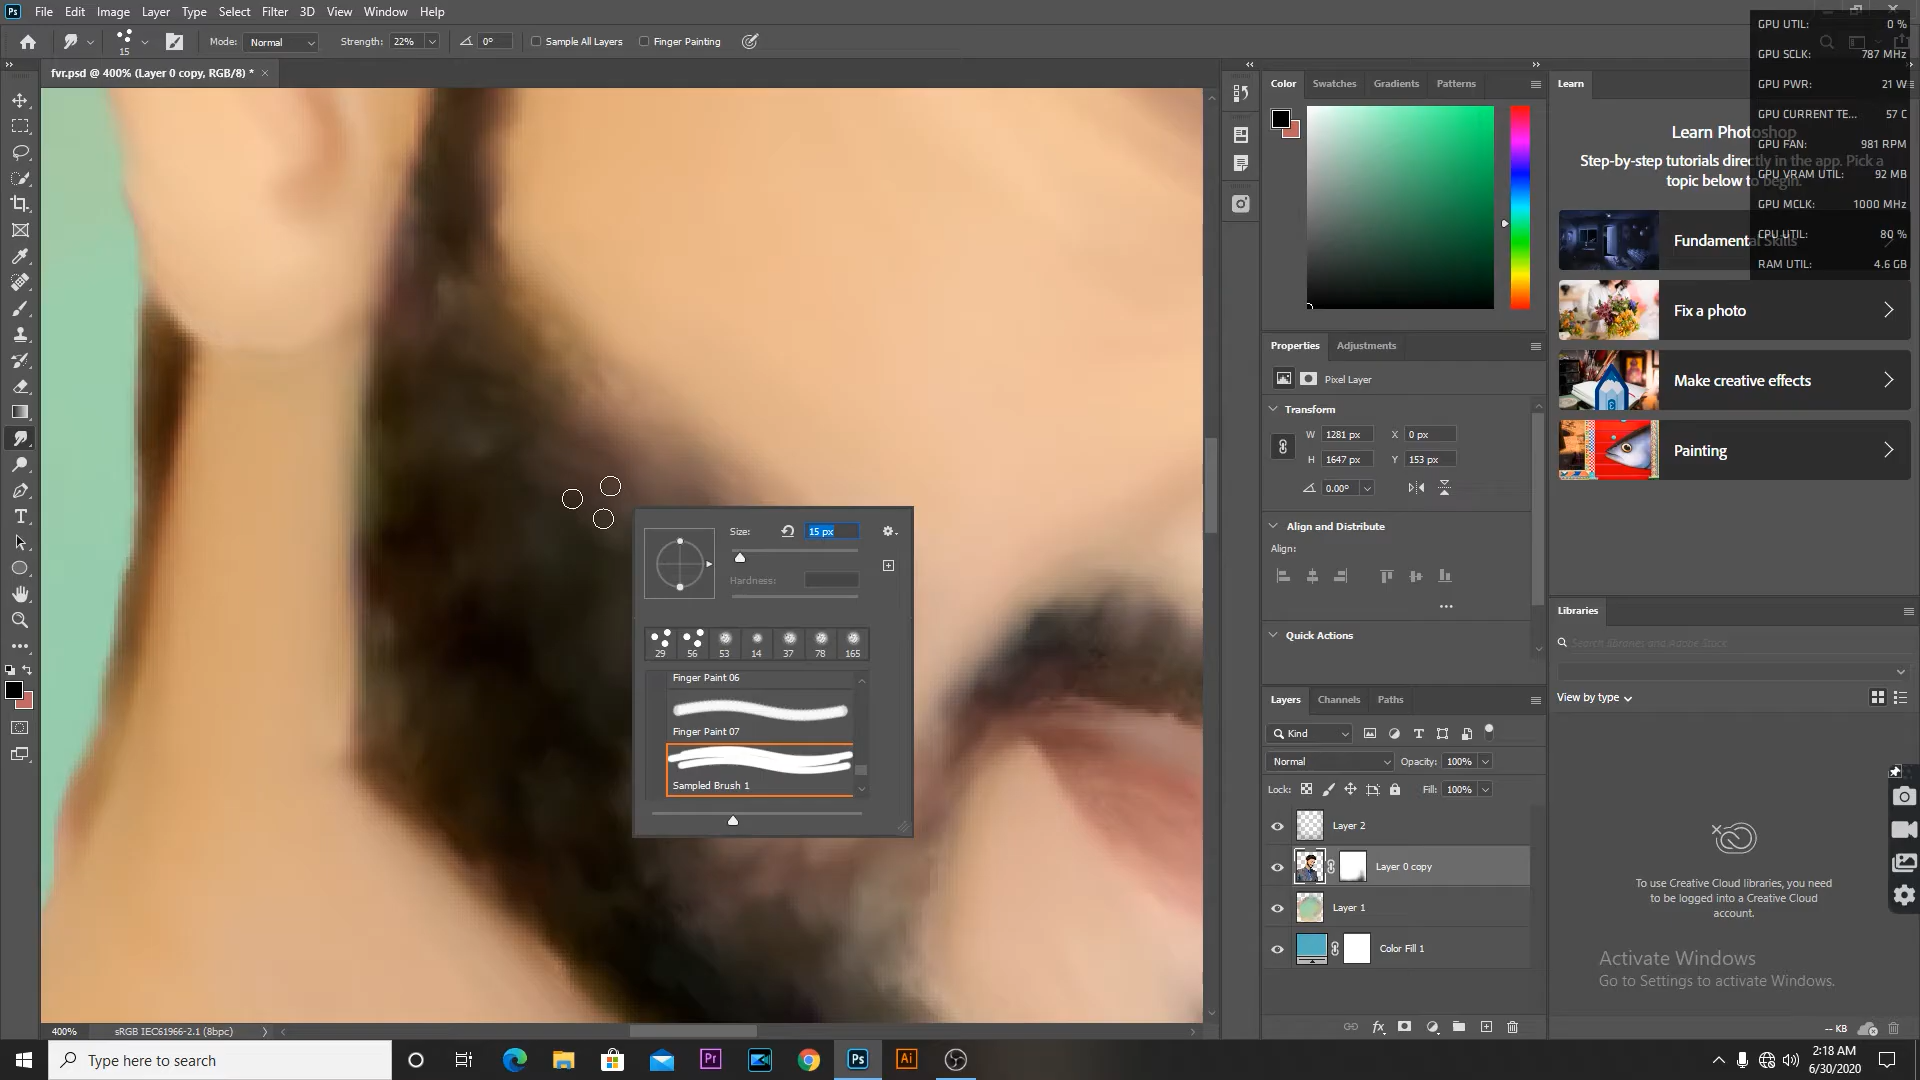 Ps File Edit Image Layer Type Select Filter 3D View Window Help
GPU UTIL: 0 %
15 Mode: Normal Strength: 22% 0° Sample All Layers Finger Painting
GPU SCLK: 787 MHz
fvr.psd @ 400% (Layer 0 copy, RGB/8) * ×
Color Swatches Gradients Patterns
Learn
GPU PWR: 21 W
GPU CURRENT TE... 57 C
Learn Photoshop
GPU FAN: 981 RPM
Step-by-step tutorials directly in the app. Pick a
topic below to begin.
GPU VRAM UTIL: 92 MB
GPU MCLK: 1000 MHz
Fundamental Skills
CPU UTIL: 80 %
RAM UTIL: 4.6 GB
Fix a photo
Make creative effects
Painting
Properties Adjustments
Pixel Layer
Transform
W 1281 px X 0 px
H 1647 px Y 153 px
0.00°
Align and Distribute
Align:
Quick Actions
Size: 15 px
Hardness:
29 56 53 14 37 78 165
Finger Paint 06
Finger Paint 07
Sampled Brush 1
Libraries
Search libraries and Adobe Stock
View by type
Layers Channels Paths
Kind
Normal Opacity: 100%
Lock: Fill: 100%
Layer 2
Layer 0 copy
Layer 1
Color Fill 1
To use Creative Cloud libraries, you need
to be logged into a Creative Cloud
account.
Activate Windows
Go to Settings to activate Windows.
-- KB
400% sRGB IEC61966-2.1 (8bpc)
Type here to search
Pr Ps Ai
2:18 AM
6/30/2020